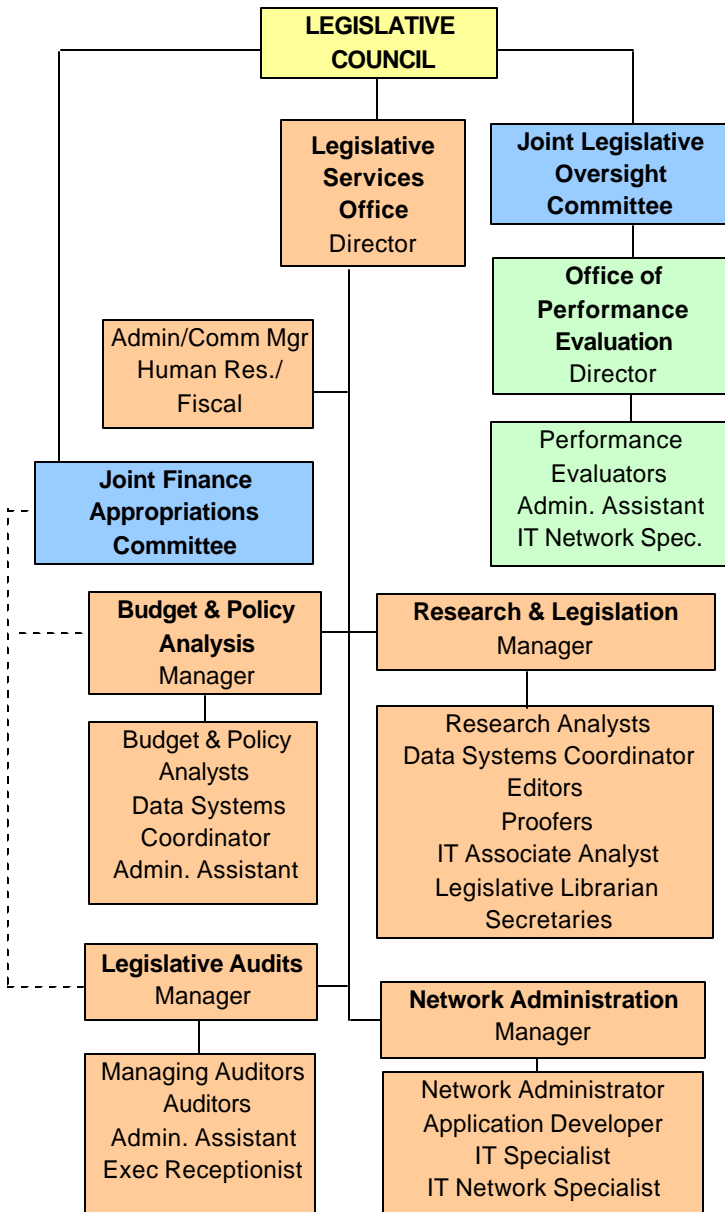 LEGISLATIVE
COUNCIL
Legislative
Services
Office
Director
Joint Legislative
Oversight
Committee
Office of
Performance
Evaluation
Director
Admin/Comm Mgr
Human Res./
Fiscal
Performance
Evaluators
Admin. Assistant
IT Network Spec.
Joint Finance
Appropriations
Committee
Budget & Policy
Analysis
Manager
Research & Legislation
Manager
Budget & Policy
Analysts
Data Systems
Coordinator
Admin. Assistant
Research Analysts
Data Systems Coordinator
Editors
Proofers
IT Associate Analyst
Legislative Librarian
Secretaries
Legislative Audits
Manager
Network Administration
Manager
Managing Auditors
Auditors
Admin. Assistant
Exec Receptionist
Network Administrator
Application Developer
IT Specialist
IT Network Specialist